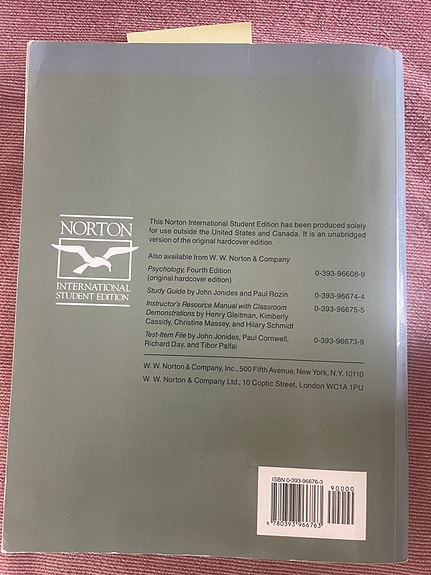 NORTON
INTERNATIONAL
STUDENT EDITION
This Norton International Student Edition has been produced solely
for use outside the United States and Canada. It is an unabridged
version of the original hardcover edition.
Also available from W. W. Norton & Company
Psychology, Fourth Edition
(original hardcover edition) 0-393-96608-9
Study Guide by John Jonides and Paul Rozin 0-393-96674-4
Instructor's Resource Manual with Classroom 0-393-96675-5
Demonstrations by Henry Gleitman, Kimberly
Cassidy, Christine Massey, and Hilary Schmidt
Test-Item File by John Jonides, Paul Cornwell, 0-393-96673-9
Richard Day, and Tibor Palfai
W. W. Norton & Company, Inc., 500 Fifth Avenue, New York, N.Y. 10110
W. W. Norton & Company Ltd., 10 Coptic Street, London WC1A 1PU
ISBN 0-393-96676-3
90000
9 780393 966763